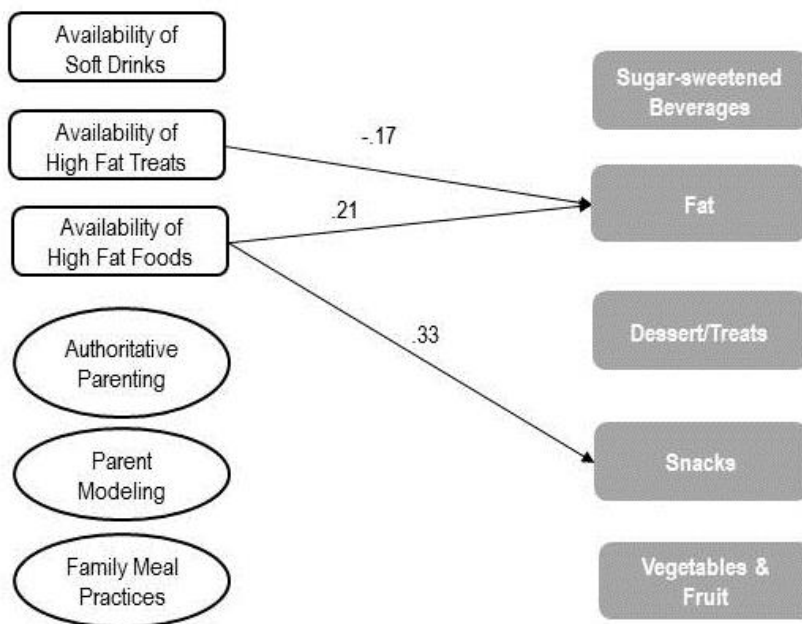 Availability of
Soft Drinks
Availability of
High Fat Treats
Availability of
High Fat Foods
Authoritative
Parenting
Parent
Modeling
Family Meal
Practices
-.17
.21
.33
Sugar-sweetened
Beverages
Fat
Dessert/Treats
Snacks
Vegetables &
Fruit